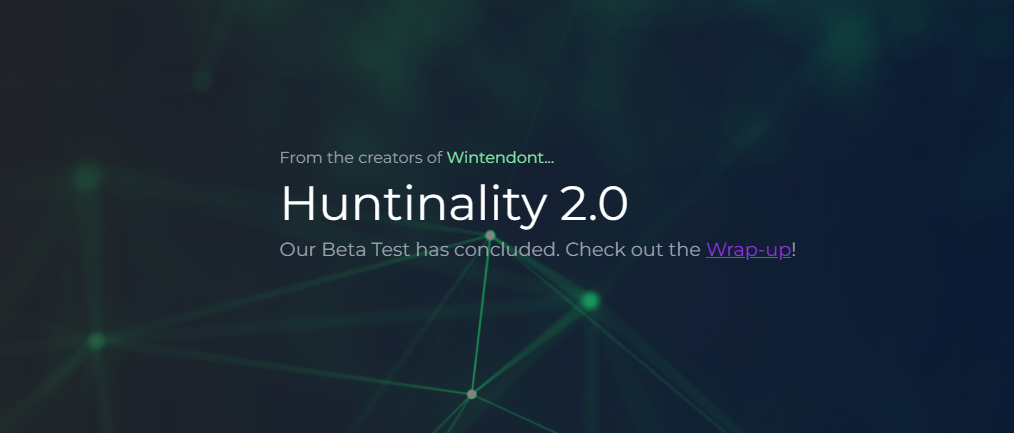 From the creators of Wintendont...
Huntinality 2.0
Our Beta Test has concluded. Check out the Wrap-up!